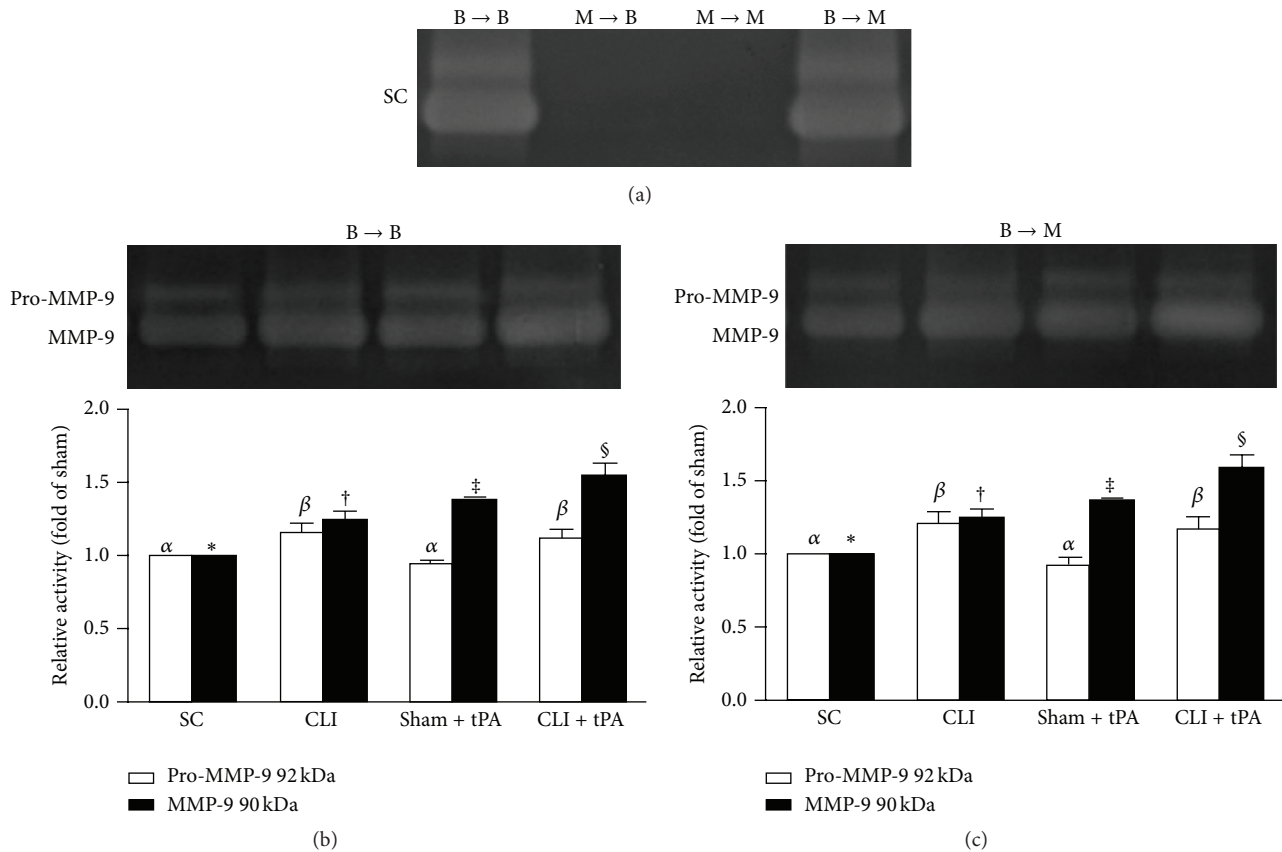 B → B M → B M → M B → M
SC
(a)
B → B
Pro-MMP-9
MMP-9
Relative activity (fold of sham)
2.0
1.5
1.0
0.5
0.0
α * β † α ‡ β §
SC CLI Sham + tPA CLI + tPA
Pro-MMP-9 92 kDa
MMP-9 90 kDa
(b)
B → M
Pro-MMP-9
MMP-9
Relative activity (fold of sham)
2.0
1.5
1.0
0.5
0.0
α * β † α ‡ β §
SC CLI Sham + tPA CLI + tPA
Pro-MMP-9 92 kDa
MMP-9 90 kDa
(c)